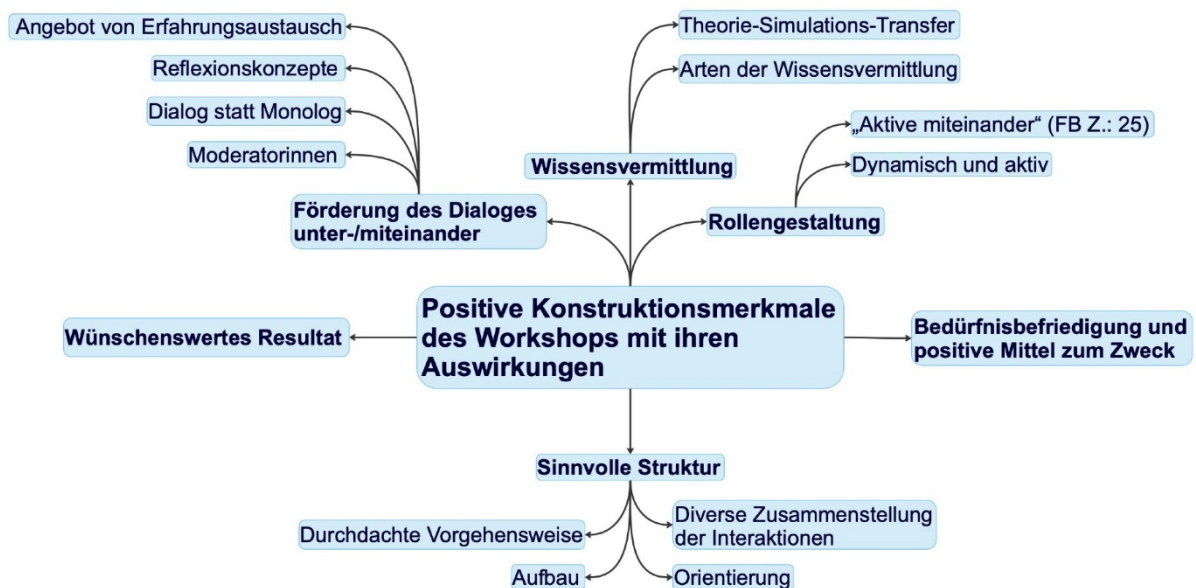 Angebot von Erfahrungsaustausch
Reflexionskonzepte
Dialog statt Monolog
Moderatorinnen
Förderung des Dialoges
unter-/miteinander
Theorie-Simulations-Transfer
Arten der Wissensvermittlung
Wissensvermittlung
„Aktive miteinander“ (FB Z.: 25)
Dynamisch und aktiv
Rollengestaltung
Positive Konstruktionsmerkmale
des Workshops mit ihren
Auswirkungen
Wünschenswertes Resultat
Bedürfnisbefriedigung und
positive Mittel zum Zweck
Sinnvolle Struktur
Durchdachte Vorgehensweise
Aufbau
Diverse Zusammenstellung
der Interaktionen
Orientierung